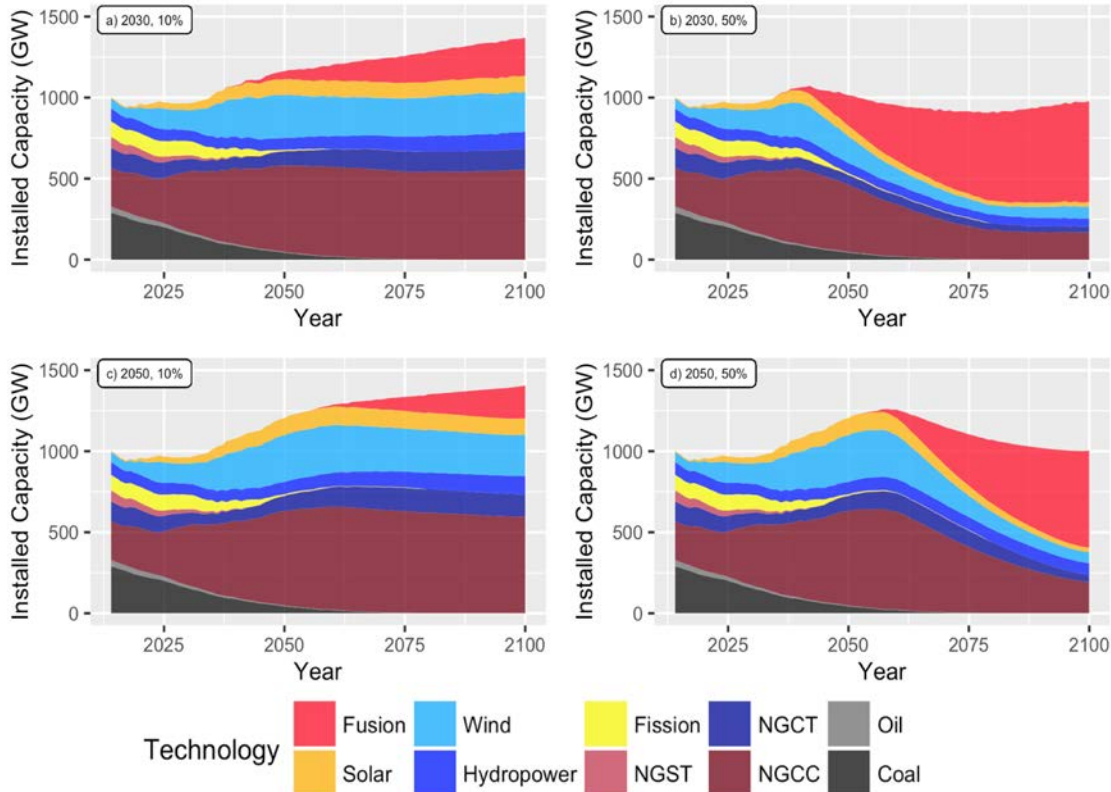 a) 2030, 10%
Installed Capacity (GW)
1500
1000
500
0
2025 2050 2075 2100
Year
b) 2030, 50%
Installed Capacity (GW)
1500
1000
500
0
2025 2050 2075 2100
Year
c) 2050, 10%
Installed Capacity (GW)
1500
1000
500
0
2025 2050 2075 2100
Year
d) 2050, 50%
Installed Capacity (GW)
1500
1000
500
0
2025 2050 2075 2100
Year
Technology
Fusion Wind Fission NGCT Oil
Solar Hydropower NGST NGCC Coal